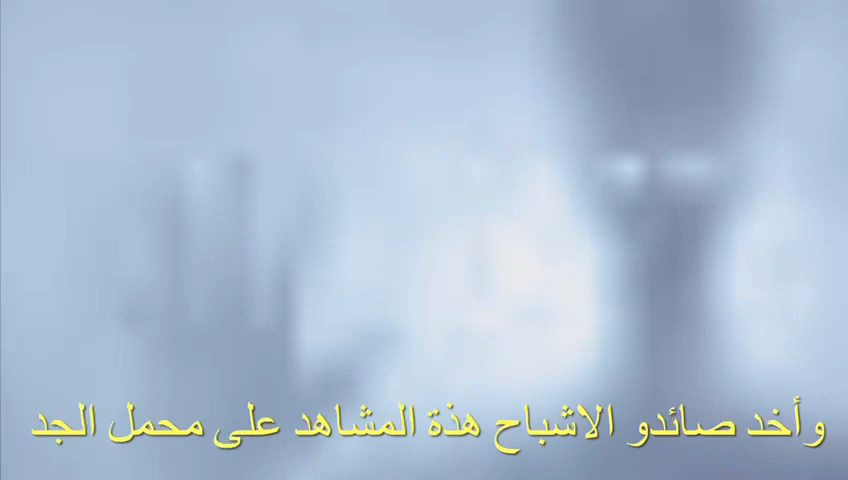 وأخد صائدو الاشباح هذة المشاهد على محمل الجد